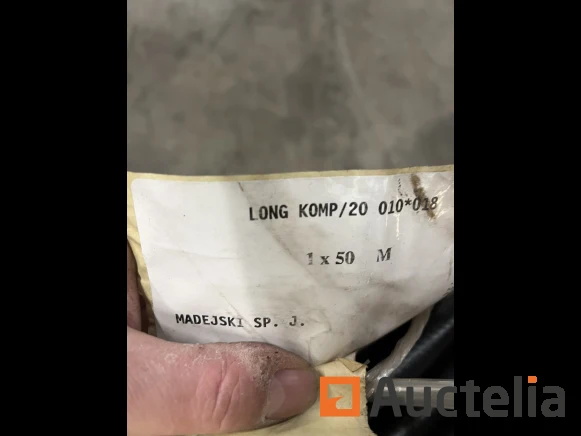 LONG KOMP/20 010*018
1 x 50 M
MADEJSKI SP. J.
Auctelia